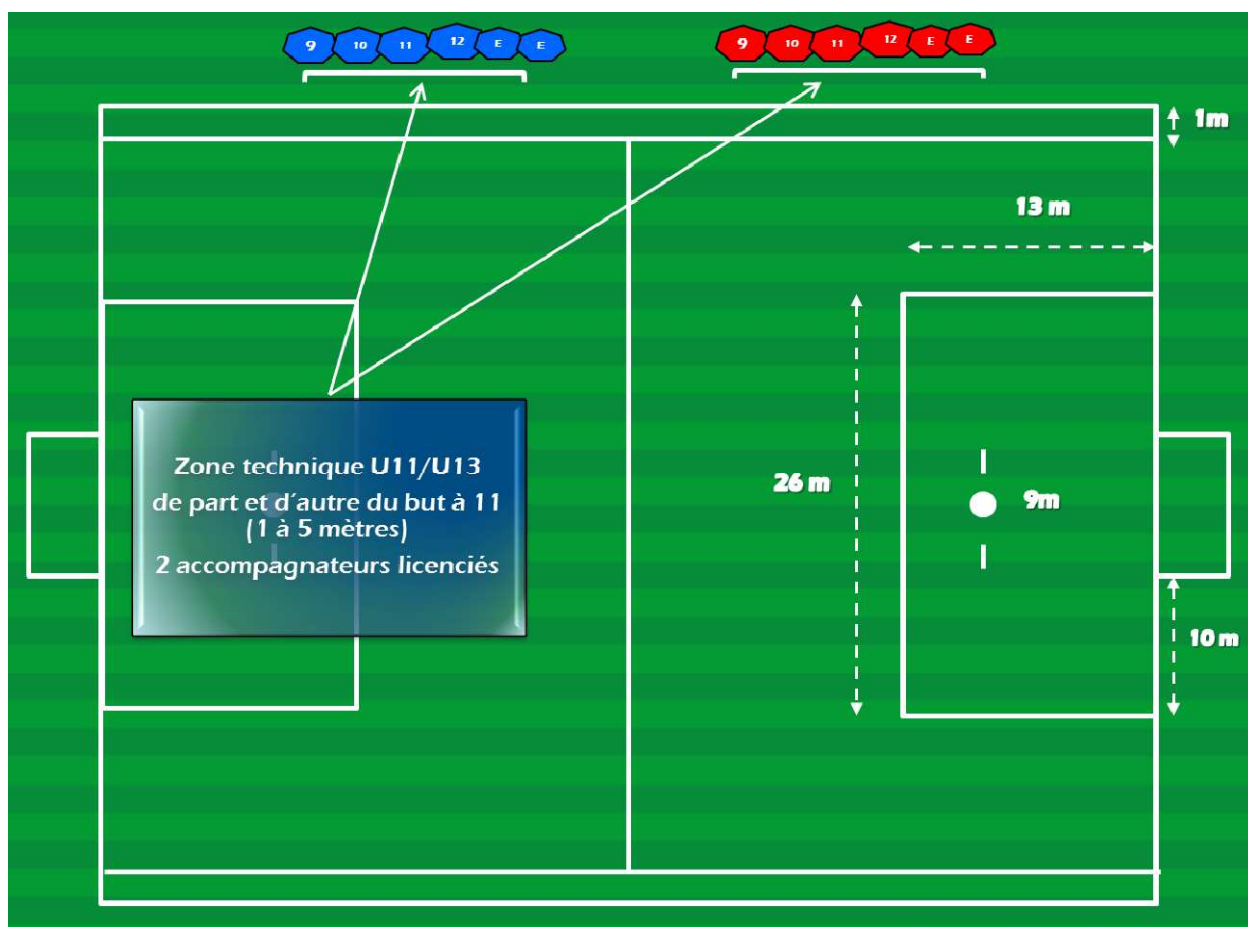 9 10 11 12 E E
9 10 11 12 E E
1m
13 m
26 m
9m
10 m
Zone technique U11/U13
de part et d'autre du but à 11
(1 à 5 mètres)
2 accompagnateurs licenciés